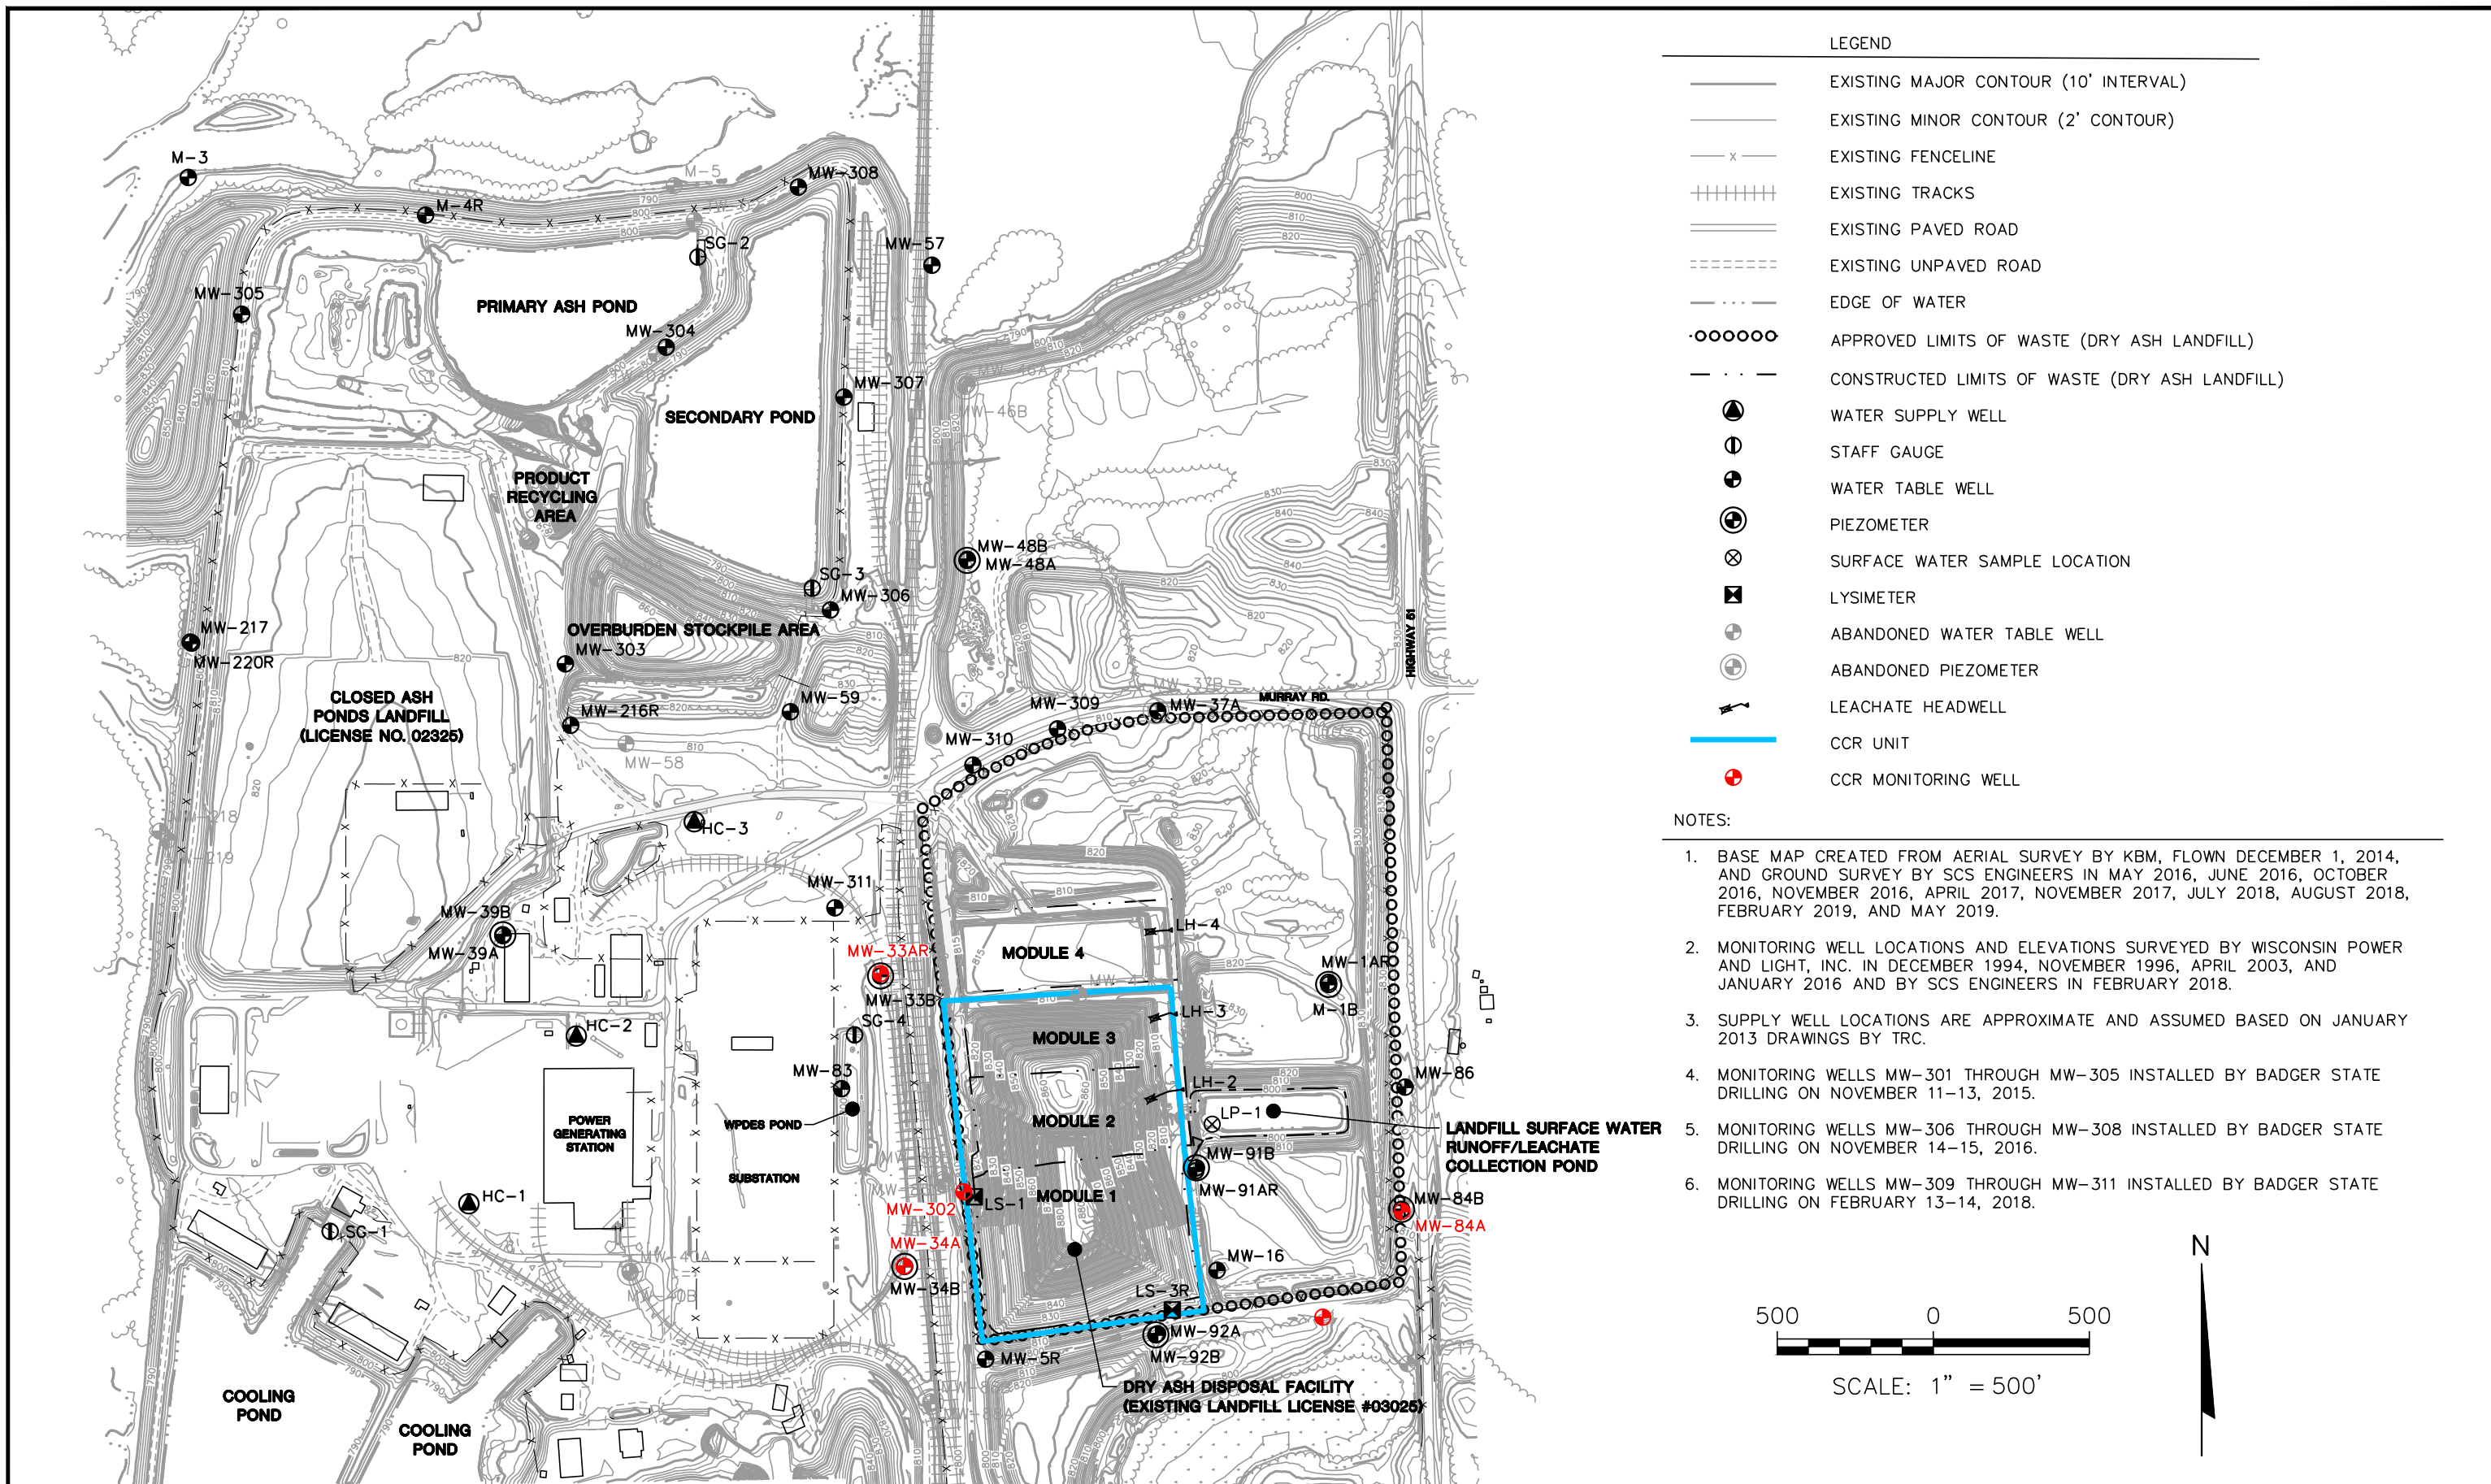 LEGEND
EXISTING MAJOR CONTOUR (10' INTERVAL)
EXISTING MINOR CONTOUR (2' CONTOUR)
EXISTING FENCELINE
EXISTING TRACKS
EXISTING PAVED ROAD
EXISTING UNPAVED ROAD
EDGE OF WATER
APPROVED LIMITS OF WASTE (DRY ASH LANDFILL)
CONSTRUCTED LIMITS OF WASTE (DRY ASH LANDFILL)
WATER SUPPLY WELL
STAFF GAUGE
WATER TABLE WELL
PIEZOMETER
SURFACE WATER SAMPLE LOCATION
LYSIMETER
ABANDONED WATER TABLE WELL
ABANDONED PIEZOMETER
LEACHATE HEADWELL
CCR UNIT
CCR MONITORING WELL
NOTES:
1. BASE MAP CREATED FROM AERIAL SURVEY BY KBM, FLOWN DECEMBER 1, 2014,
AND GROUND SURVEY BY SCS ENGINEERS IN MAY 2016, JUNE 2016, OCTOBER
2016, NOVEMBER 2016, APRIL 2017, NOVEMBER 2017, JULY 2018, AUGUST 2018,
FEBRUARY 2019, AND MAY 2019.
2. MONITORING WELL LOCATIONS AND ELEVATIONS SURVEYED BY WISCONSIN POWER
AND LIGHT, INC. IN DECEMBER 1994, NOVEMBER 1996, APRIL 2003, AND
JANUARY 2016 AND BY SCS ENGINEERS IN FEBRUARY 2018.
3. SUPPLY WELL LOCATIONS ARE APPROXIMATE AND ASSUMED BASED ON JANUARY
2013 DRAWINGS BY TRC.
4. MONITORING WELLS MW-301 THROUGH MW-305 INSTALLED BY BADGER STATE
DRILLING ON NOVEMBER 11-13, 2015.
5. MONITORING WELLS MW-306 THROUGH MW-308 INSTALLED BY BADGER STATE
DRILLING ON NOVEMBER 14-15, 2016.
6. MONITORING WELLS MW-309 THROUGH MW-311 INSTALLED BY BADGER STATE
DRILLING ON FEBRUARY 13-14, 2018.
N
500 0 500
SCALE: 1" = 500'
M-3
M-4R
M-5
MW-308
SG-2
MW-57
MW-305
PRIMARY ASH POND
MW-304
MW-307
MW-46B
SECONDARY POND
PRODUCT
RECYCLING
AREA
MW-48B
MW-48A
SG-3
MW-306
OVERBURDEN STOCKPILE AREA
MW-217
MW-220R
MW-303
MW-59
MW-216R
MW-58
CLOSED ASH
PONDS LANDFILL
(LICENSE NO. 02325)
MW-309
MW-37B
MW-37A
MURRAY RD.
HIGHWAY 51
MW-310
HC-3
MW-311
MW-39B
MW-39A
MW-33AR
MW-33B
SG-4
MODULE 4
LH-4
MW-1AR
M-1B
HC-2
MODULE 3
LH-3
MW-83
LH-2
MW-86
WPDES POND
MODULE 2
LP-1
POWER
GENERATING
STATION
LANDFILL SURFACE WATER
RUNOFF/LEACHATE
COLLECTION POND
SUBSTATION
MW-91B
MW-91AR
MODULE 1
LS-1
MW-302
MW-84B
MW-84A
HC-1
SG-1
MW-34A
MW-34B
MW-40B
MW-16
LS-3R
MW-92A
MW-92B
MW-5R
DRY ASH DISPOSAL FACILITY
(EXISTING LANDFILL LICENSE #03025)
COOLING
POND
COOLING
POND